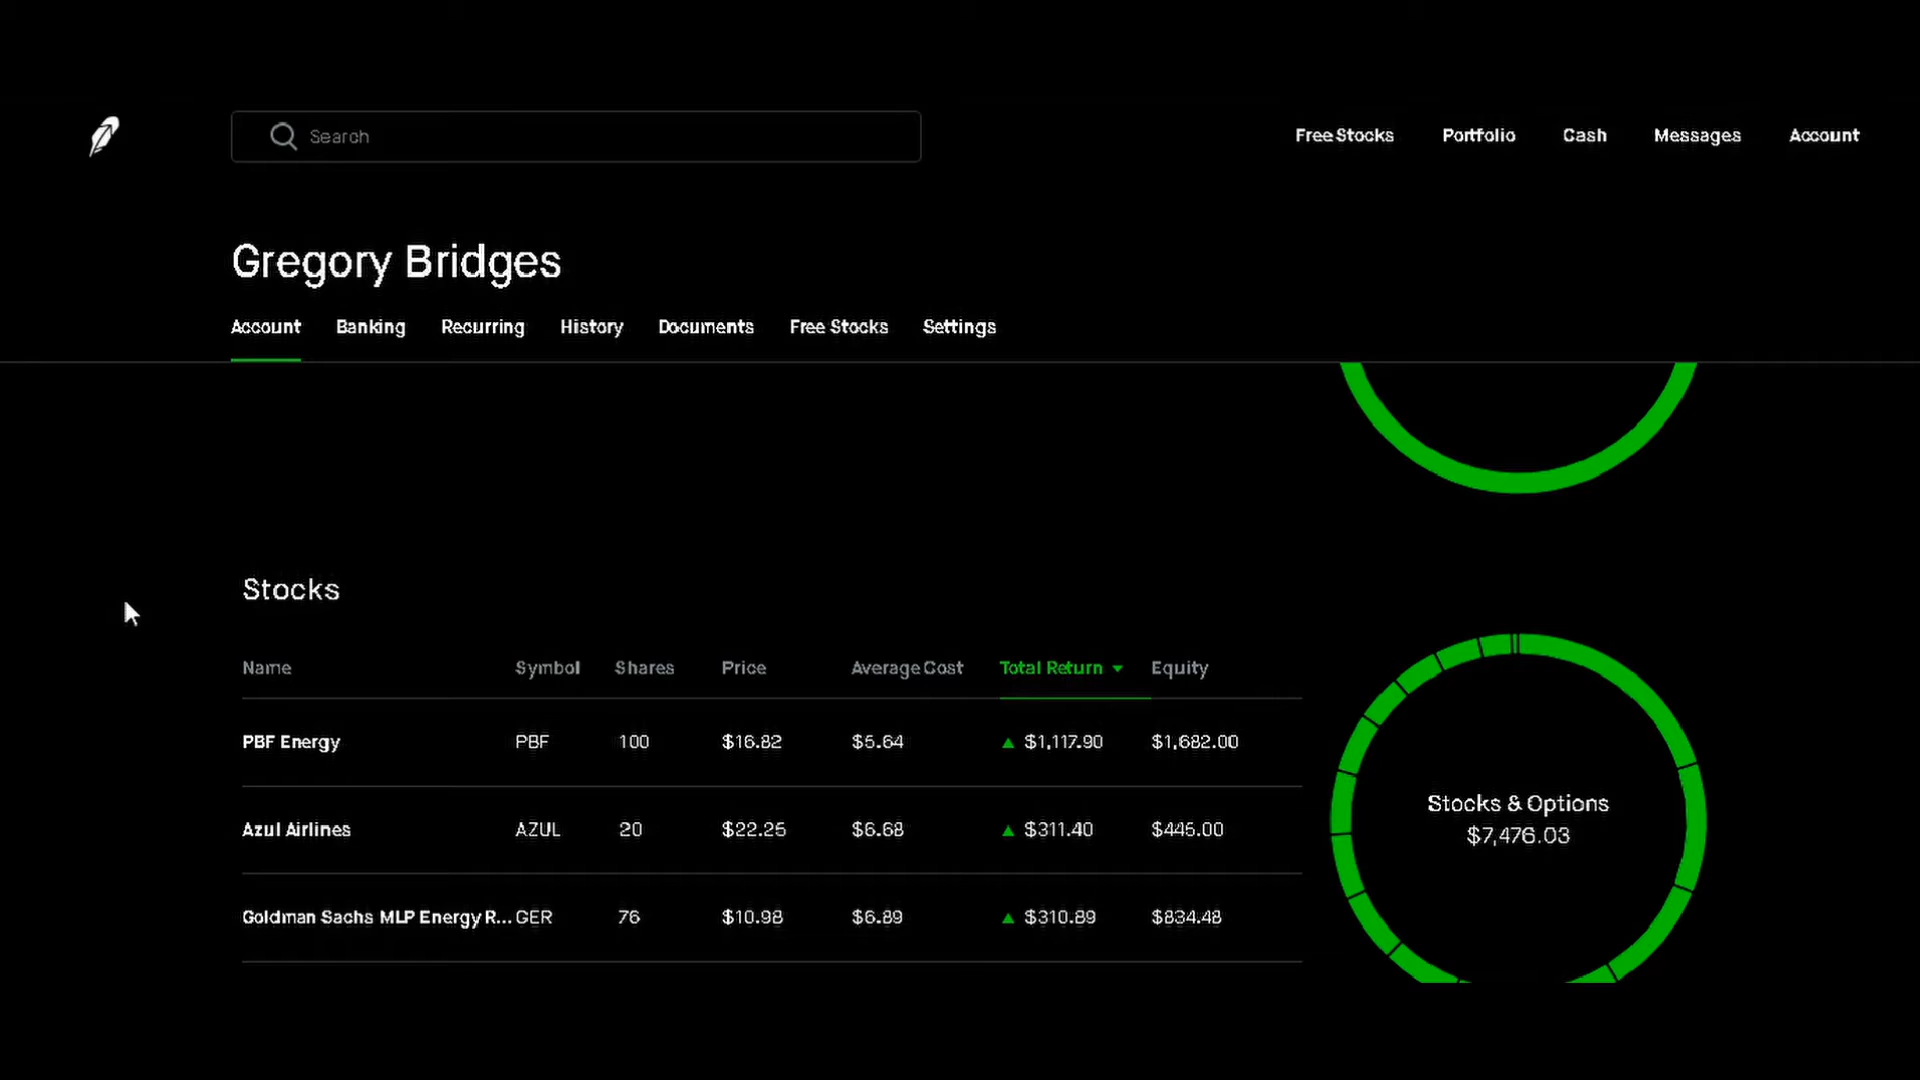 Search
Free Stocks Portfolio Cash Messages Account
Gregory Bridges
Account Banking Recurring History Documents Free Stocks Settings
Stocks
Name Symbol Shares Price Average Cost Total Return Equity
PBF Energy PBF 100 $16.82 $5.64 $1,117.90 $1,682.00
Azul Airlines AZUL 20 $22.25 $6.68 $311.40 $445.00
Goldman Sachs MLP Energy R... GER 76 $10.98 $6.89 $310.89 $834.48
Stocks & Options
$7,476.03